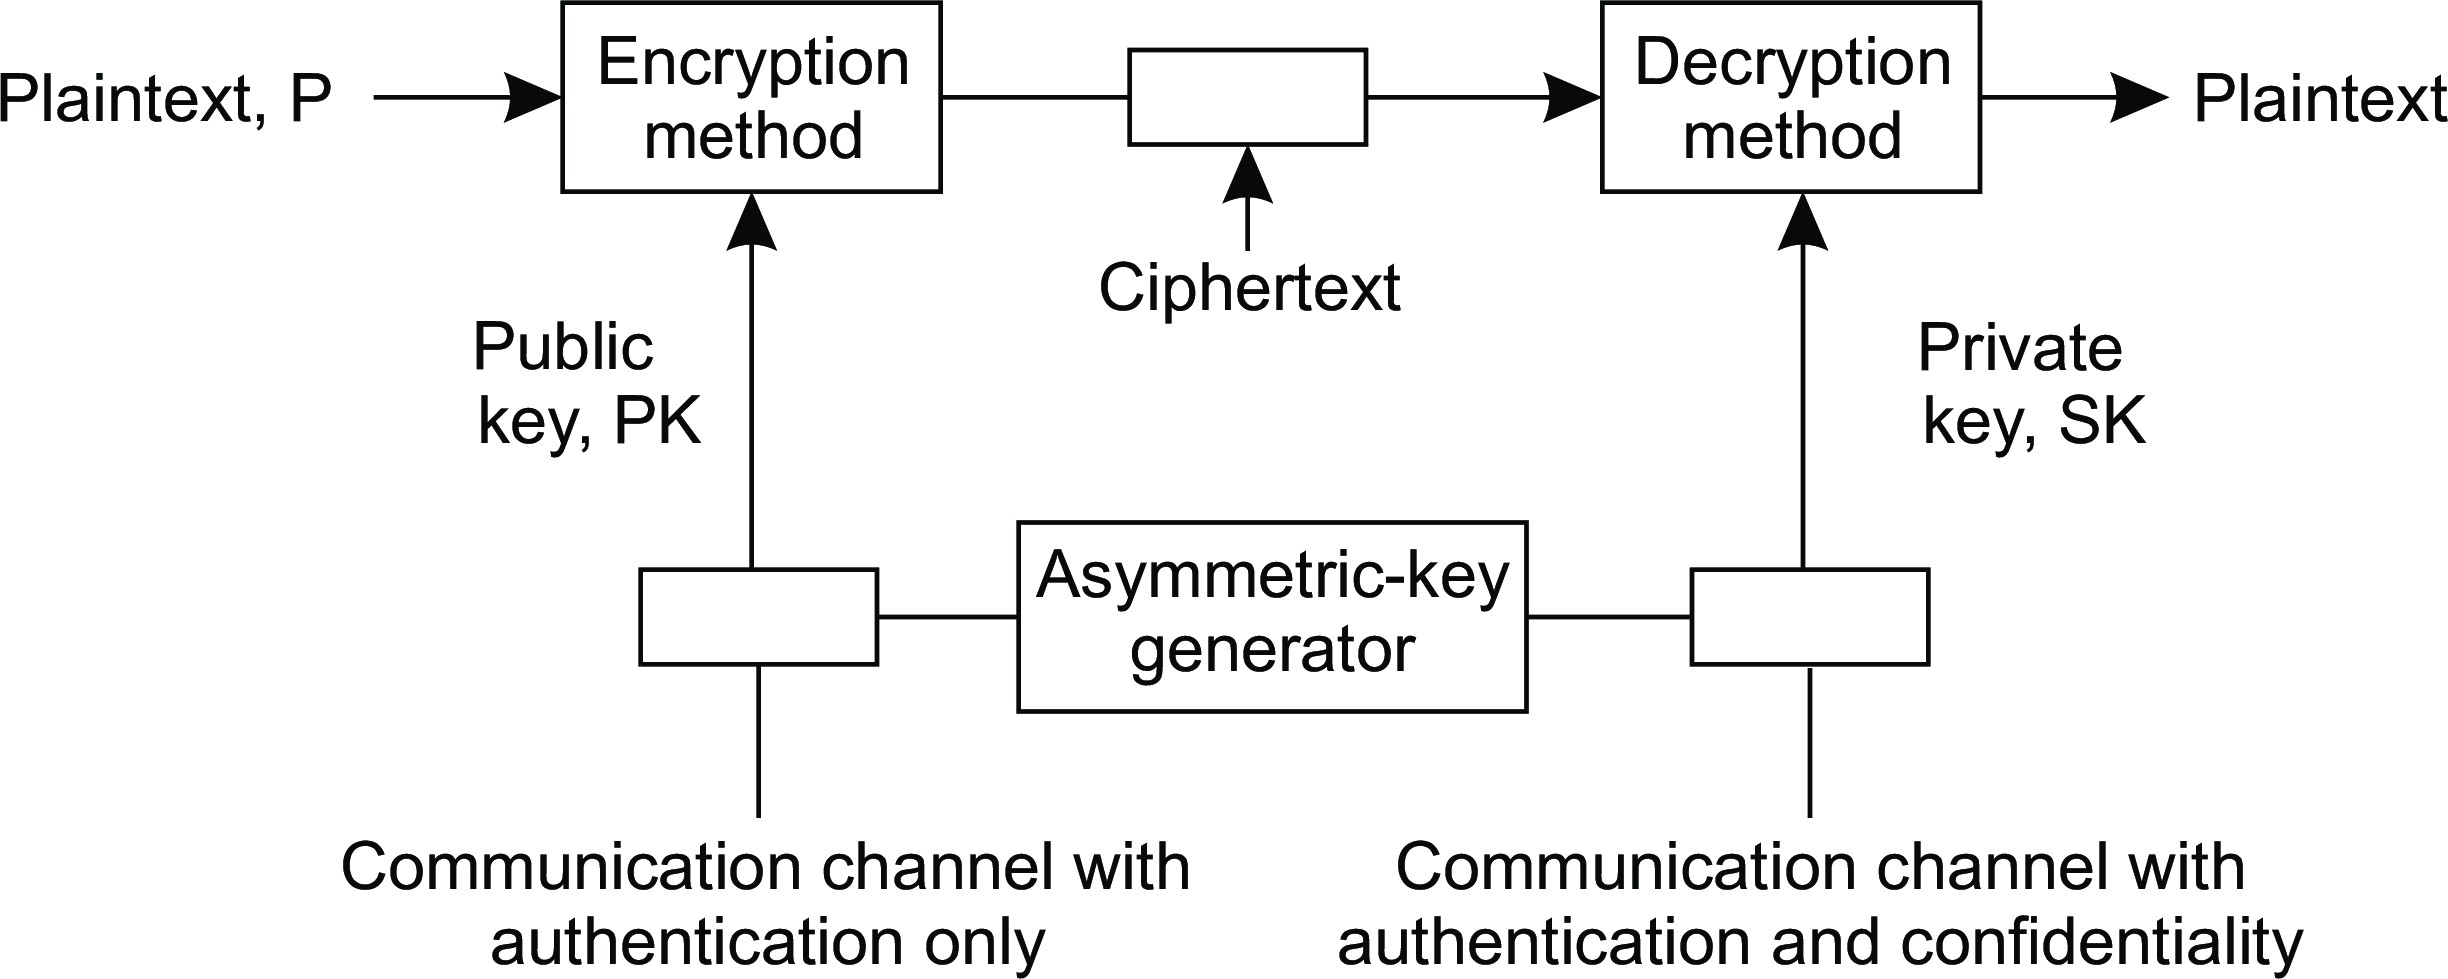 Plaintext, P
Encryption
method
Decryption
method
Plaintext
Ciphertext
Public
key, PK
Private
key, SK
Asymmetric-key
generator
Communication channel with
authentication only
Communication channel with
authentication and confidentiality